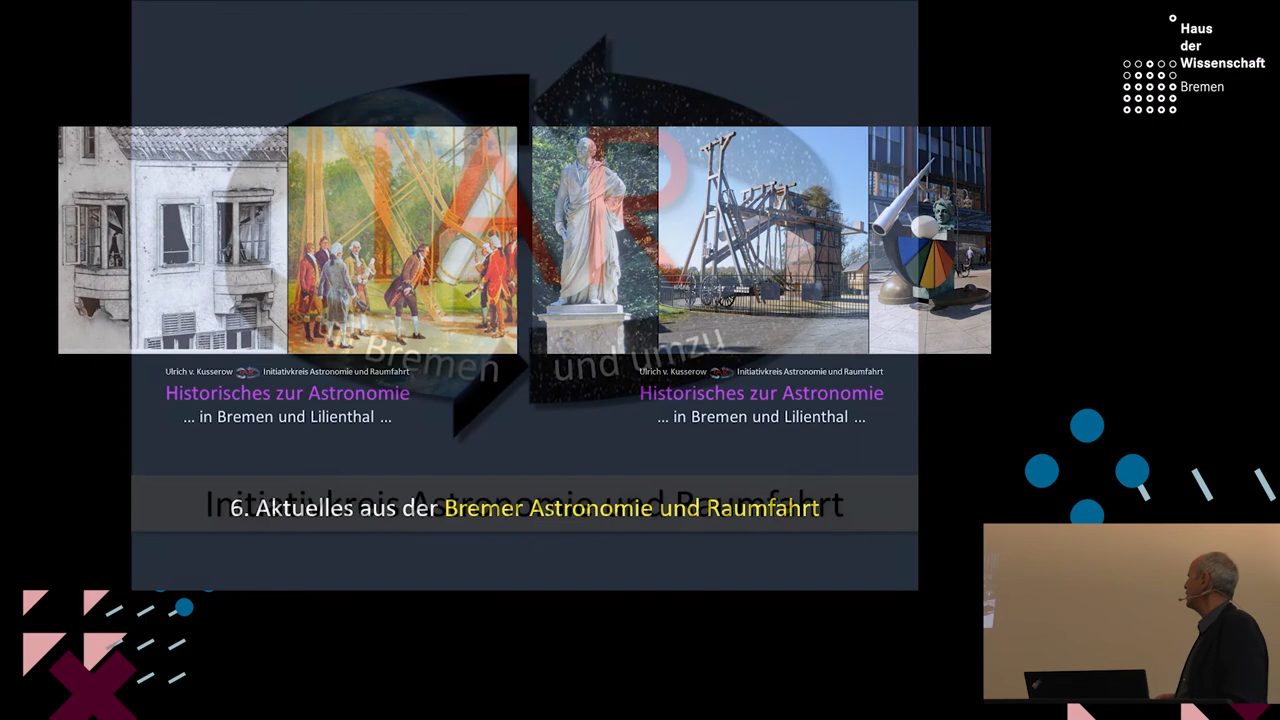 Haus
der
Wissenschaft
Bremen
IAR
in Bremen und umzu
Ulrich v. Kusserow Initiativkreis Astronomie und Raumfahrt
Historisches zur Astronomie
... in Bremen und Lilienthal ...
Ulrich v. Kusserow Initiativkreis Astronomie und Raumfahrt
Historisches zur Astronomie
... in Bremen und Lilienthal ...
Initiativkreis Astronomie und Raumfahrt
6. Aktuelles aus der Bremer Astronomie und Raumfahrt